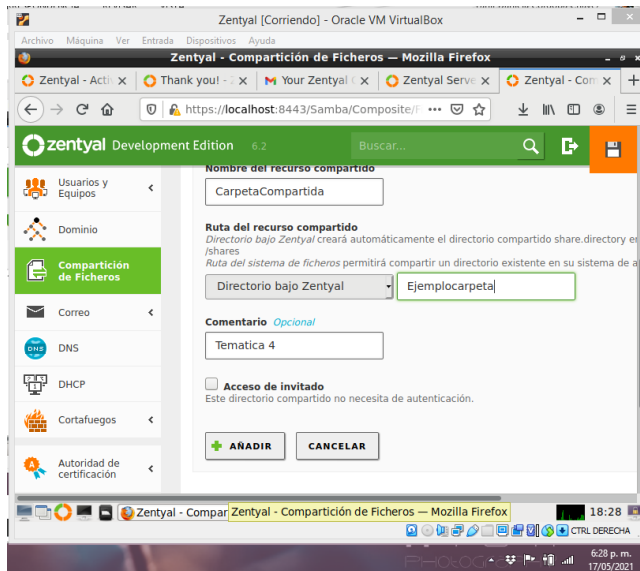 Zentyal [Corriendo] - Oracle VM VirtualBox
Archivo Máquina Ver Entrada Dispositivos Ayuda
Zentyal - Compartición de Ficheros — Mozilla Firefox
Zentyal - Acti
Thank you! - Z
Your Zentyal
Zentyal Serve
Zentyal - Com
https://localhost:8443/Samba/Composite/
zentyal Development Edition 6.2
Buscar...
Usuarios y
Equipos
Dominio
Compartición
de Ficheros
Correo
DNS
DNS
DHCP
Cortafuegos
Autoridad de
certificación
Nombre del recurso compartido
CarpetaCompartida
Ruta del recurso compartido
Directorio bajo Zentyal creará automáticamente el directorio compartido share.directory en
/shares
Ruta del sistema de ficheros permitirá compartir un directorio existente en su sistema de a
Directorio bajo Zentyal
Ejemplocarpeta
Comentario Opcional
Tematica 4
Acceso de invitado
Este directorio compartido no necesita de autenticación.
AÑADIR
CANCELAR
Zentyal - Compar
Zentyal - Compartición de Ficheros — Mozilla Firefox
18:28
CTRL DERECHA
6:28 p. m.
17/05/2021